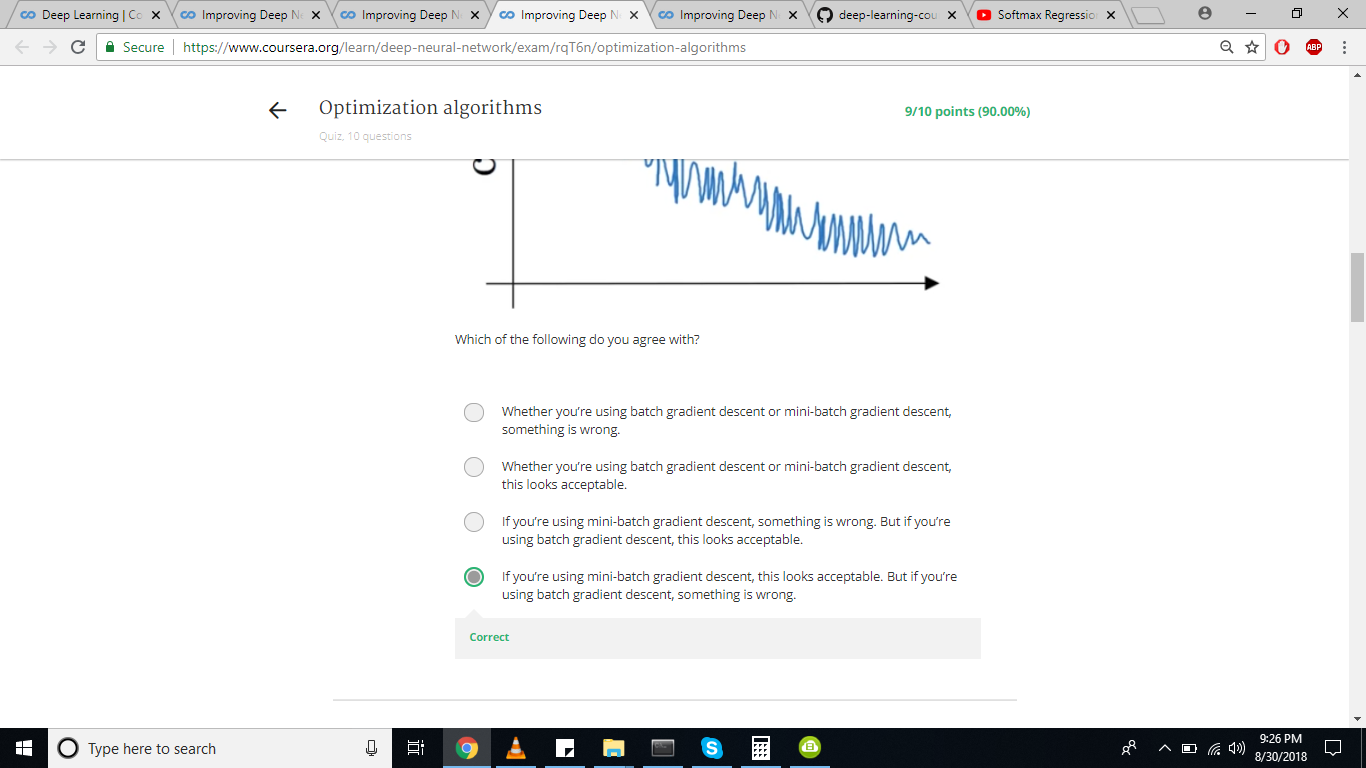 Deep Learning | Co
Improving Deep Ne
Improving Deep N
Improving Deep N
Improving Deep N
deep-learning-cou
Softmax Regression
Secure
https://www.coursera.org/learn/deep-neural-network/exam/rqT6n/optimization-algorithms
ABP
Optimization algorithms
9/10 points (90.00%)
Quiz, 10 questions
C
Which of the following do you agree with?
Whether you’re using batch gradient descent or mini-batch gradient descent,
something is wrong.
Whether you’re using batch gradient descent or mini-batch gradient descent,
this looks acceptable.
If you’re using mini-batch gradient descent, something is wrong. But if you’re
using batch gradient descent, this looks acceptable.
If you’re using mini-batch gradient descent, this looks acceptable. But if you’re
using batch gradient descent, something is wrong.
Correct
Type here to search
9:26 PM
8/30/2018